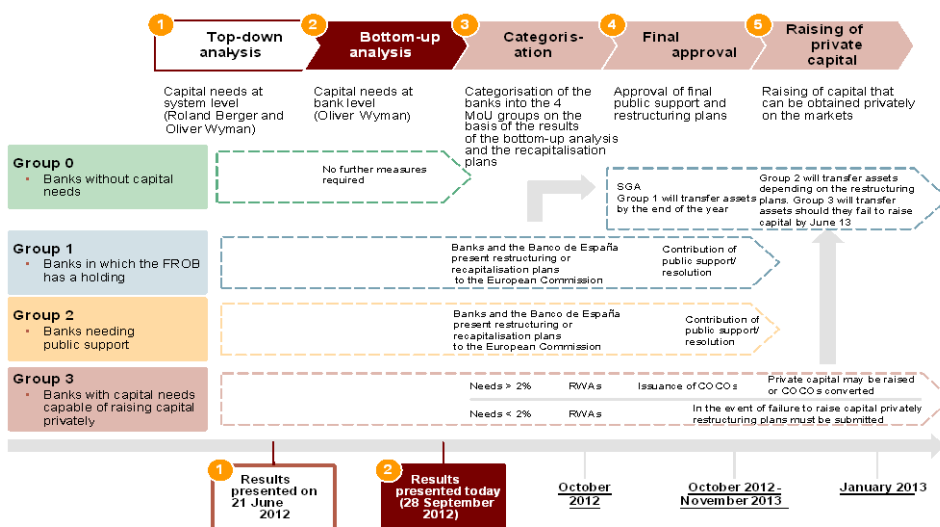 1
Top-down
analysis
2
Bottom-up
analysis
3
Categoris-
ation
4
Final
approval
5
Raising of
private
capital
Capital needs at
system level
(Roland Berger and
Oliver Wyman)
Capital needs at
bank level
(Oliver Wyman)
Categorisation of the
banks into the 4
MoU groups on the
basis of the results
of the bottom-up analysis
and the recapitalisation
plans
Approval of final
public support and
restructuring plans
Raising of capital that
can be obtained privately
on the markets
Group 0
• Banks without capital
needs
No further measures
required
SGA
Group 1 will transfer assets
by the end of the year
Group 2 will transfer assets
depending on the restructuring
plans. Group 3 will transfer
assets should they fail to raise
capital by June 13
Group 1
• Banks in which the FROB
has a holding
Banks and the Banco de España
present restructuring or
recapitalisation plans
to the European Commission
Contribution of
public support/
resolution
Group 2
• Banks needing
public support
Banks and the Banco de España
present restructuring or
recapitalisation plans
to the European Commission
Contribution of
public support/
resolution
Group 3
• Banks with capital needs
capable of raising capital
privately
Needs > 2% RWAs Issuance of COCOs
Private capital may be raised
or COCOs converted
Needs < 2% RWAs
In the event of failure to raise capital privately
restructuring plans must be submitted
1
Results
presented on
21 June
2012
2
Results
presented today
(28 September
2012)
October
2012
October 2012-
November 2013
January 2013